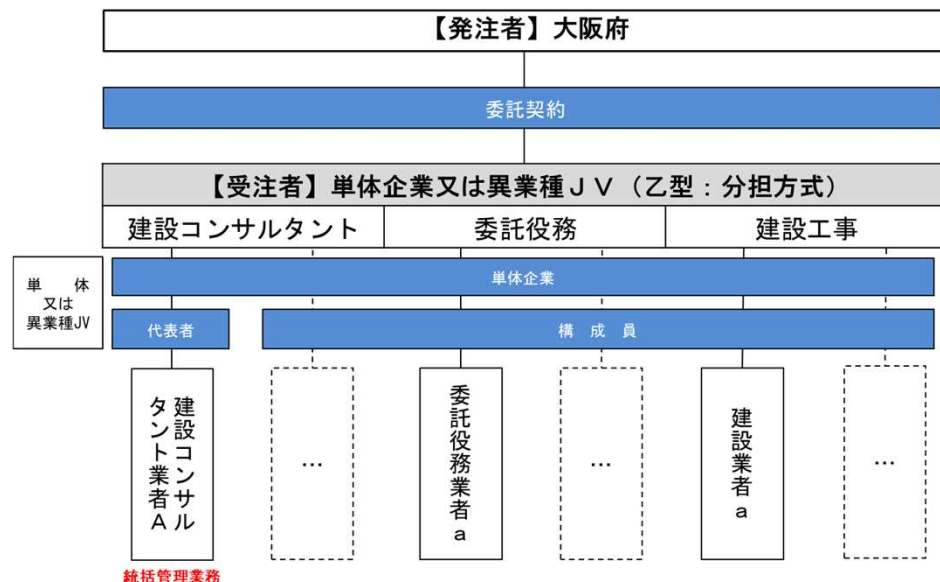 【発注者】大阪府
委託契約
【受注者】単体企業又は異業種ＪＶ（乙型：分担方式）
建設コンサルタント
委託役務
建設工事
単　体
又は
異業種JV
単体企業
代表者
構　成　員
建設コンサル
タント業者Ａ
…
委託役務業者ａ
…
建設業者ａ
…
統括管理業務